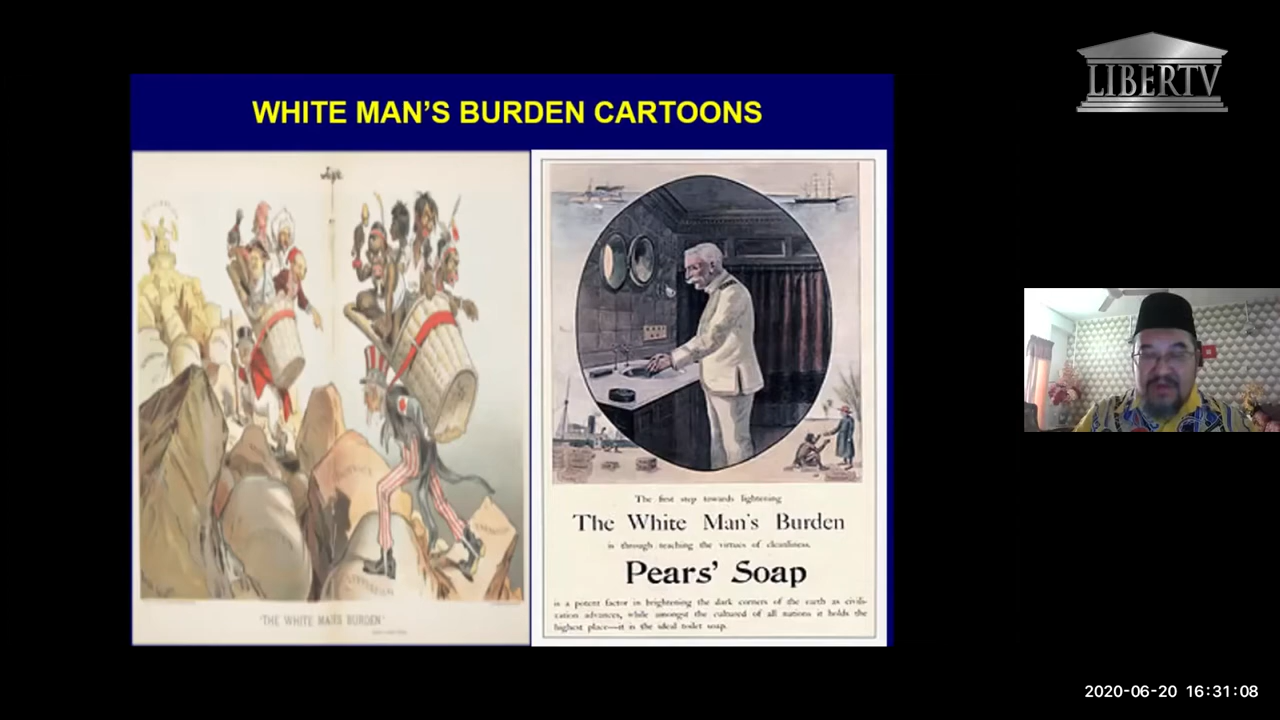 LIBERTV
WHITE MAN'S BURDEN CARTOONS
The first step towards lightening
The White Man's Burden
is through teaching the virtues of cleanliness.
Pears' Soap
is a potent factor in brightening the dark corners of the earth as civili-
zation advances, while amongst the cultured of all nations it holds the
highest place—it is the ideal toilet soap.
"THE WHITE MAN'S BURDEN"
2020-06-20 16:31:08